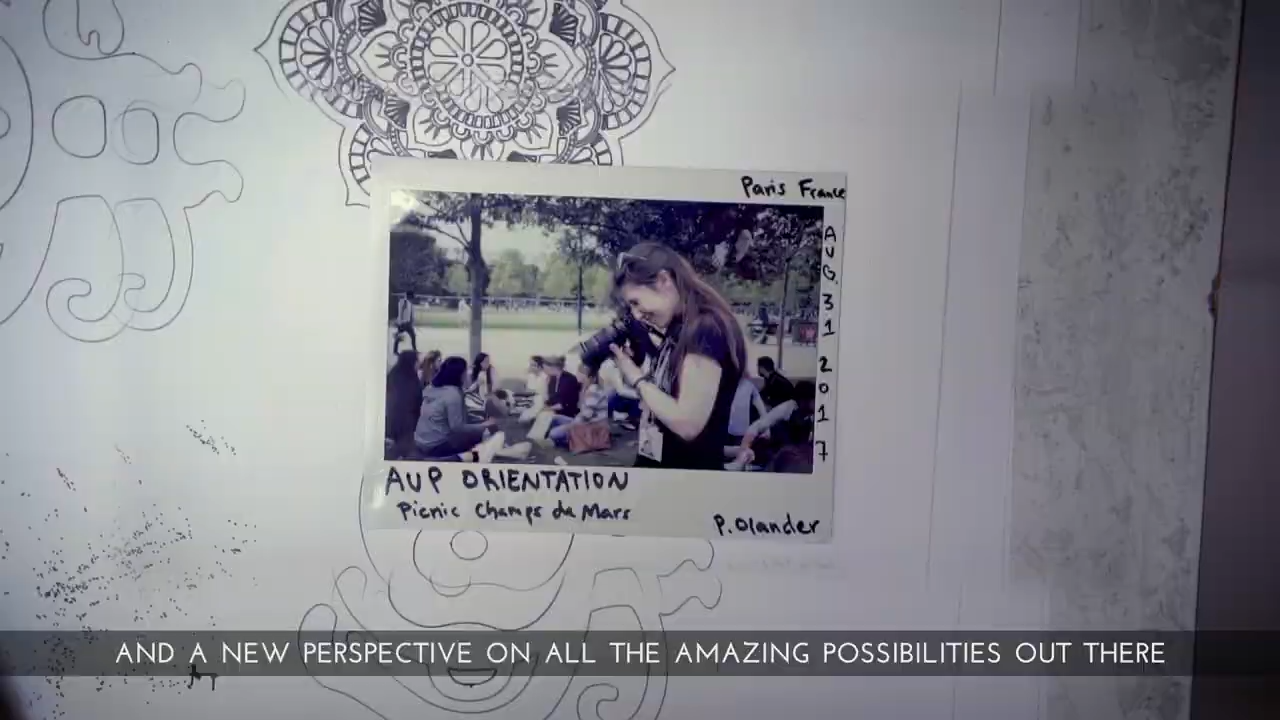 Paris France
AUG. 31 2017
AUP ORIENTATION
Picnic Champs de Mars
P. Olander
AND A NEW PERSPECTIVE ON ALL THE AMAZING POSSIBILITIES OUT THERE